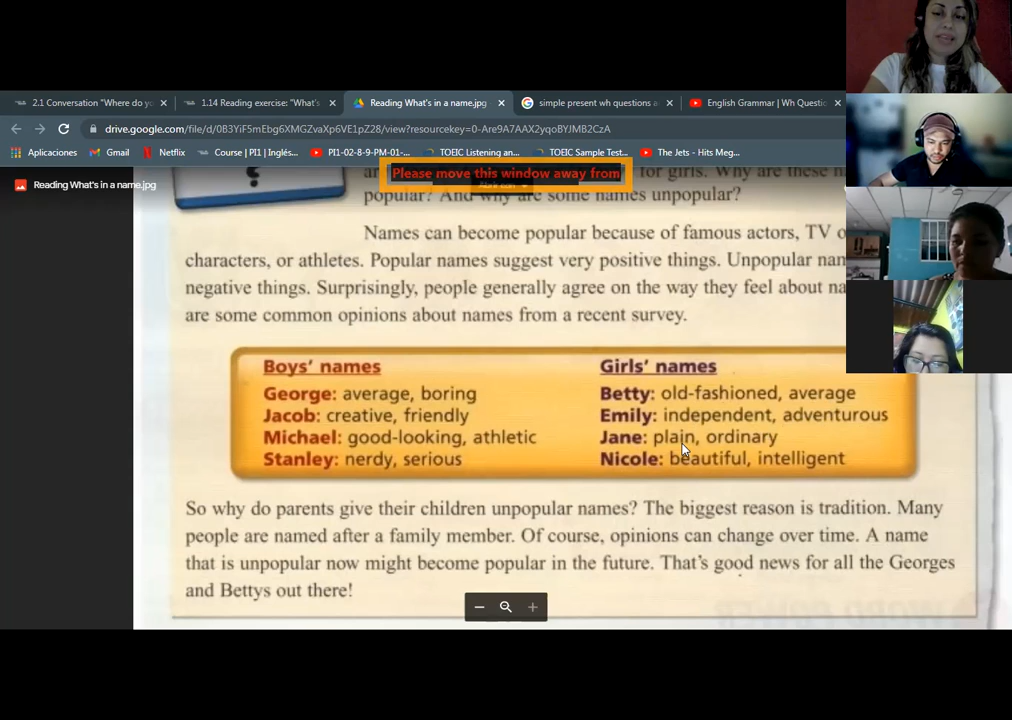 2.1 Conversation "Where do yo
1.14 Reading exercise: "What's
Reading What's in a name.jpg
simple present wh questions a
English Grammar | Wh Questio
drive.google.com/file/d/0B3YiF5mEbg6XMGZvaXp6VE1pZ28/view?resourcekey=0-Are9A7AAX2yqoBYJMB2CzA
Aplicaciones
Gmail
Netflix
Course | PI1 | Inglés...
PI1-02-8-9-PM-01-...
TOEIC Listening an...
TOEIC Sample Test...
The Jets - Hits Meg...
Please move this window away from
Reading What's in a name.jpg
?
for girls. Why are these
popular? And why are some names unpopular?
Names can become popular because of famous actors, TV o
characters, or athletes. Popular names suggest very positive things. Unpopular nam
negative things. Surprisingly, people generally agree on the way they feel about na
are some common opinions about names from a recent survey.
Boys' names
George: average, boring
Jacob: creative, friendly
Michael: good-looking, athletic
Stanley: nerdy, serious
Girls' names
Betty: old-fashioned, average
Emily: independent, adventurous
Jane: plain, ordinary
Nicole: beautiful, intelligent
So why do parents give their children unpopular names? The biggest reason is tradition. Many
people are named after a family member. Of course, opinions can change over time. A name
that is unpopular now might become popular in the future. That's good news for all the Georges
and Bettys out there!